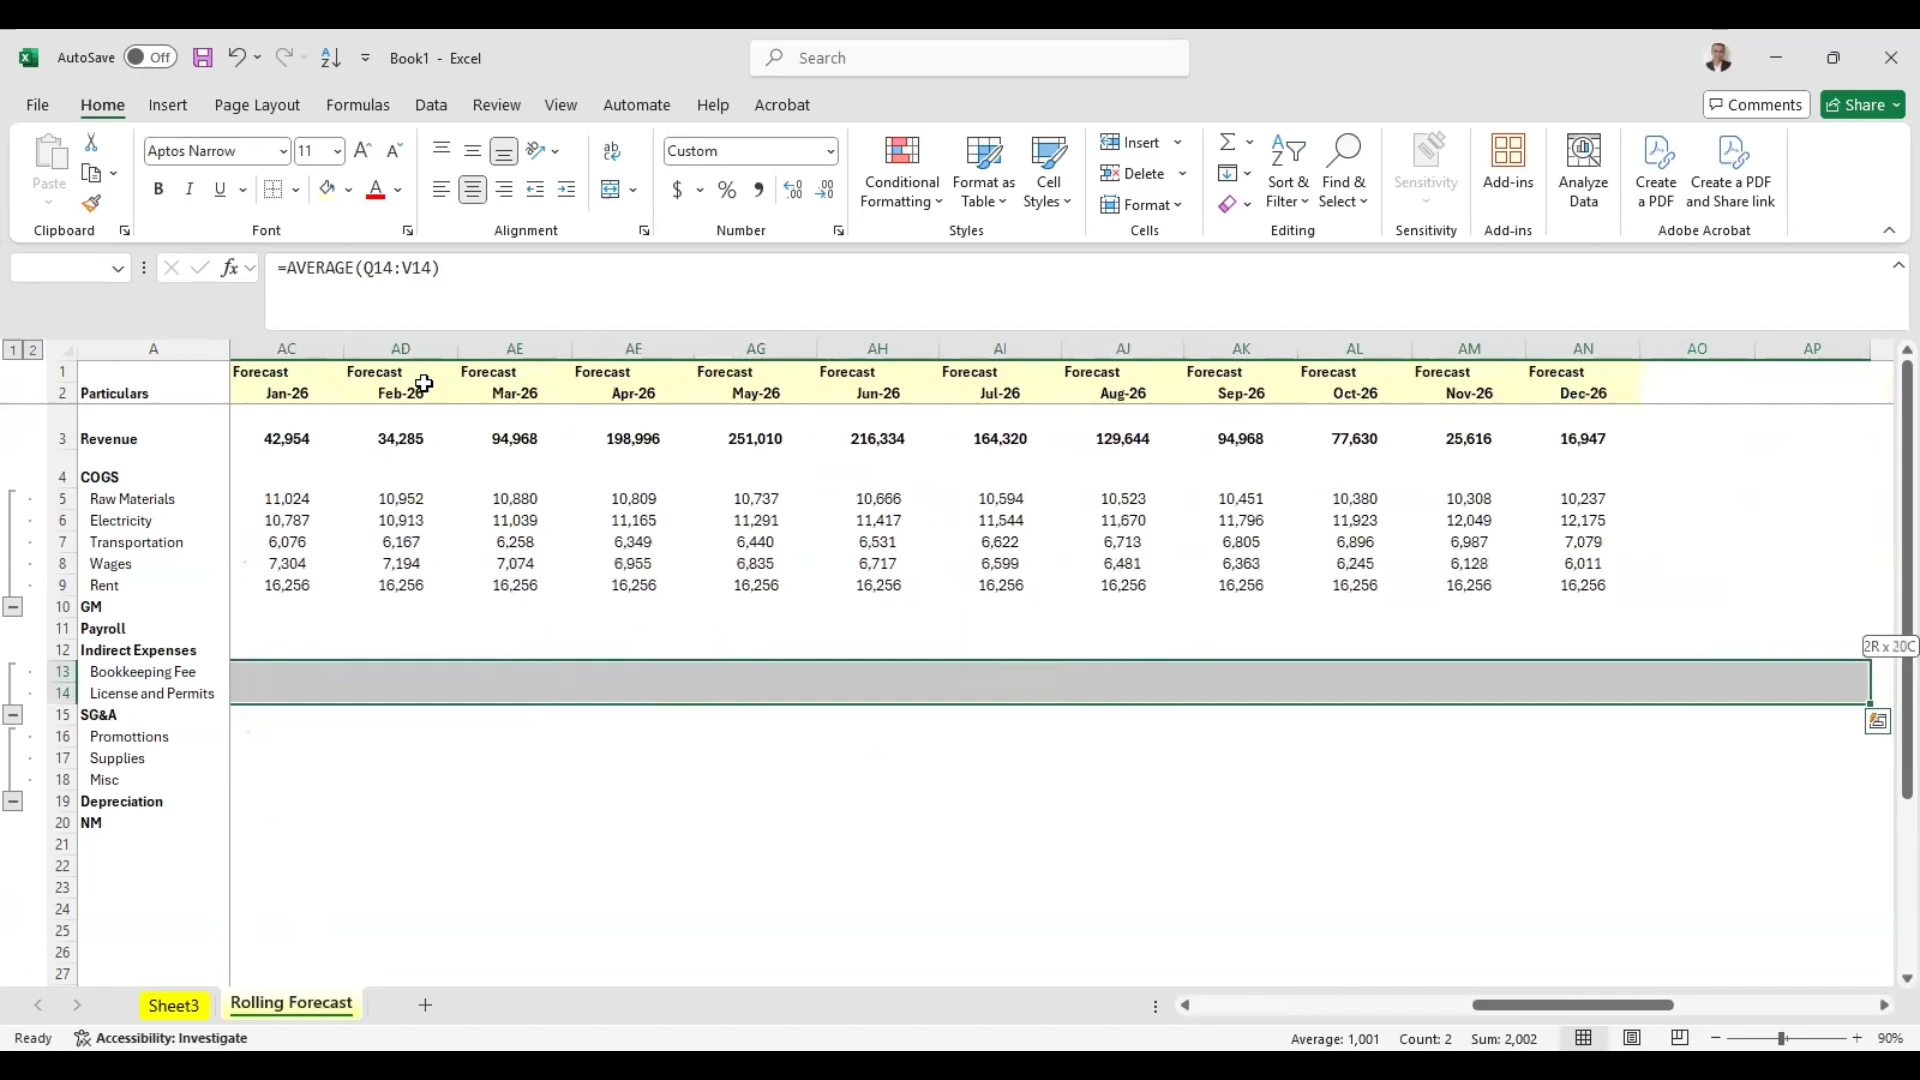 AutoSave Off Book1 - Excel Search
File Home Insert Page Layout Formulas Data Review View Automate Help Acrobat Comments Share
Paste Aptos Narrow 11 Custom Conditional Formatting Format as Table Cell Styles Insert Delete Format Sort & Filter Find & Select Sensitivity Add-ins Analyze Data Create a PDF Create a PDF and Share link
Clipboard Font Alignment Number Styles Cells Editing Sensitivity Add-ins Adobe Acrobat
fx =AVERAGE(Q14:V14)
1 2 A AC AD AE AF AG AH AI AJ AK AL AM AN AO AP
1 Forecast Forecast Forecast Forecast Forecast Forecast Forecast Forecast Forecast Forecast Forecast Forecast
2 Particulars Jan-26 Feb-26 Mar-26 Apr-26 May-26 Jun-26 Jul-26 Aug-26 Sep-26 Oct-26 Nov-26 Dec-26
3 Revenue 42,954 34,285 94,968 198,996 251,010 216,334 164,320 129,644 94,968 77,630 25,616 16,947
4 COGS
5 Raw Materials 11,024 10,952 10,880 10,809 10,737 10,666 10,594 10,523 10,451 10,380 10,308 10,237
6 Electricity 10,787 10,913 11,039 11,165 11,291 11,417 11,544 11,670 11,796 11,923 12,049 12,175
7 Transportation 6,076 6,167 6,258 6,349 6,440 6,531 6,622 6,713 6,805 6,896 6,987 7,079
8 Wages 7,304 7,194 7,074 6,955 6,835 6,717 6,599 6,481 6,363 6,245 6,128 6,011
9 Rent 16,256 16,256 16,256 16,256 16,256 16,256 16,256 16,256 16,256 16,256 16,256 16,256
10 GM
11 Payroll
12 Indirect Expenses 2R x 20C
13 Bookkeeping Fee
14 License and Permits
15 SG&A
16 Promottions
17 Supplies
18 Misc
19 Depreciation
20 NM
21
22
23
24
25
26
27
Sheet3 Rolling Forecast
Ready Accessibility: Investigate Average: 1,001 Count: 2 Sum: 2,002 90%